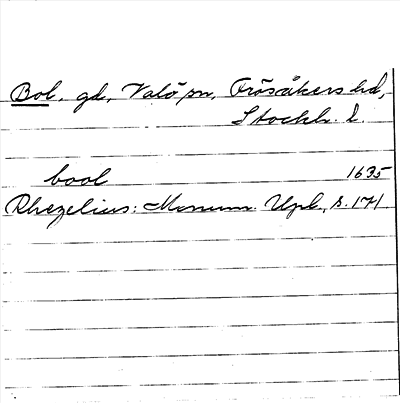 Bol, gd, Valö sn, Frösåkers hd,
Stockh. l.
bool 1635
Rhezelius: Monum. Upl., s. 171